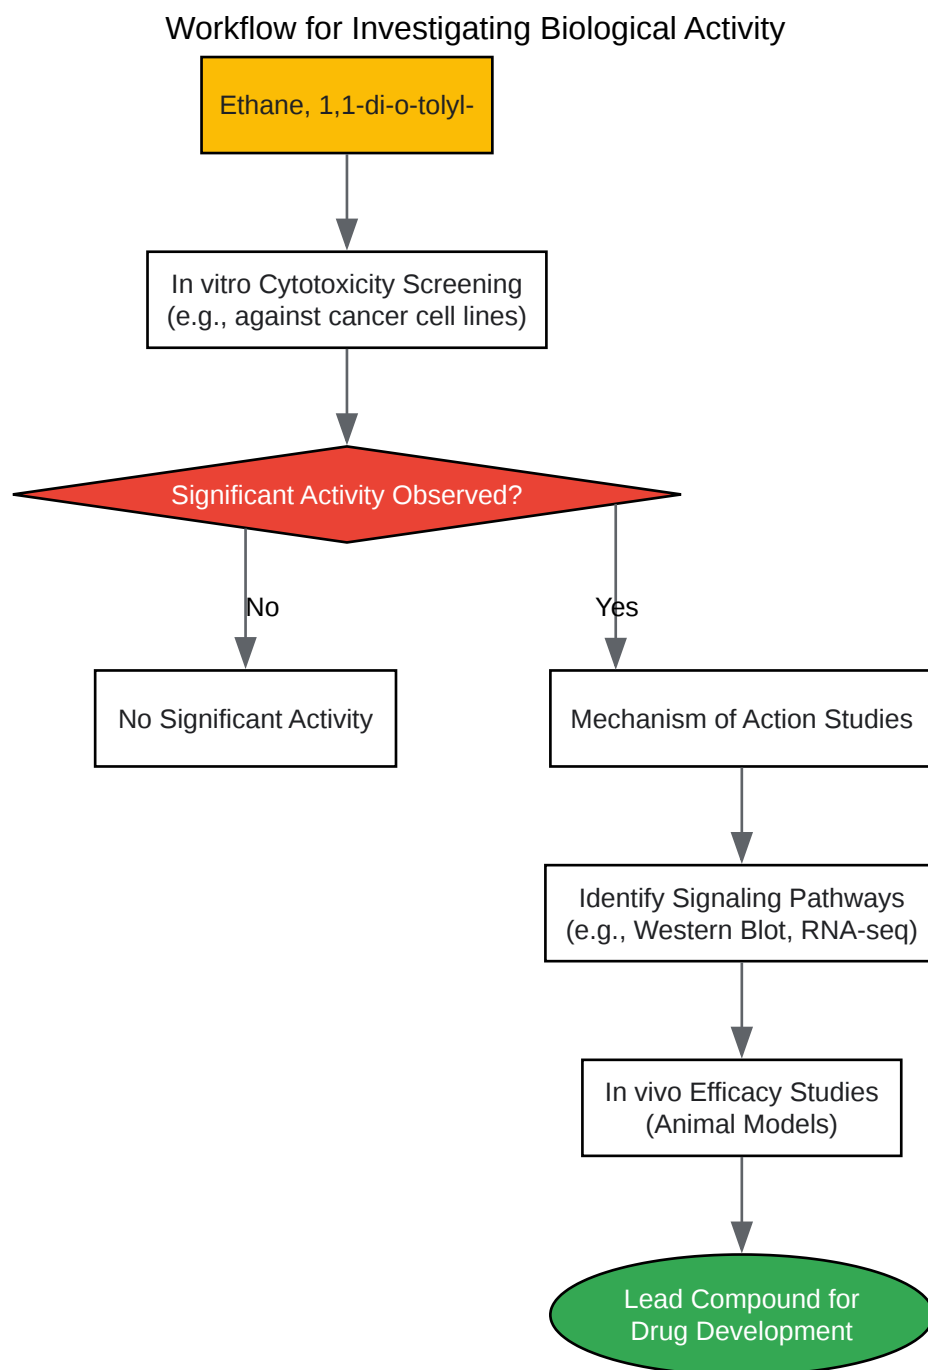 Workflow for Investigating Biological Activity
Ethane, 1,1-di-o-tolyl-
In vitro Cytotoxicity Screening
(e.g., against cancer cell lines)
Significant Activity Observed?
No
Yes
No Significant Activity
Mechanism of Action Studies
Identify Signaling Pathways
(e.g., Western Blot, RNA-seq)
In vivo Efficacy Studies
(Animal Models)
Lead Compound for
Drug Development